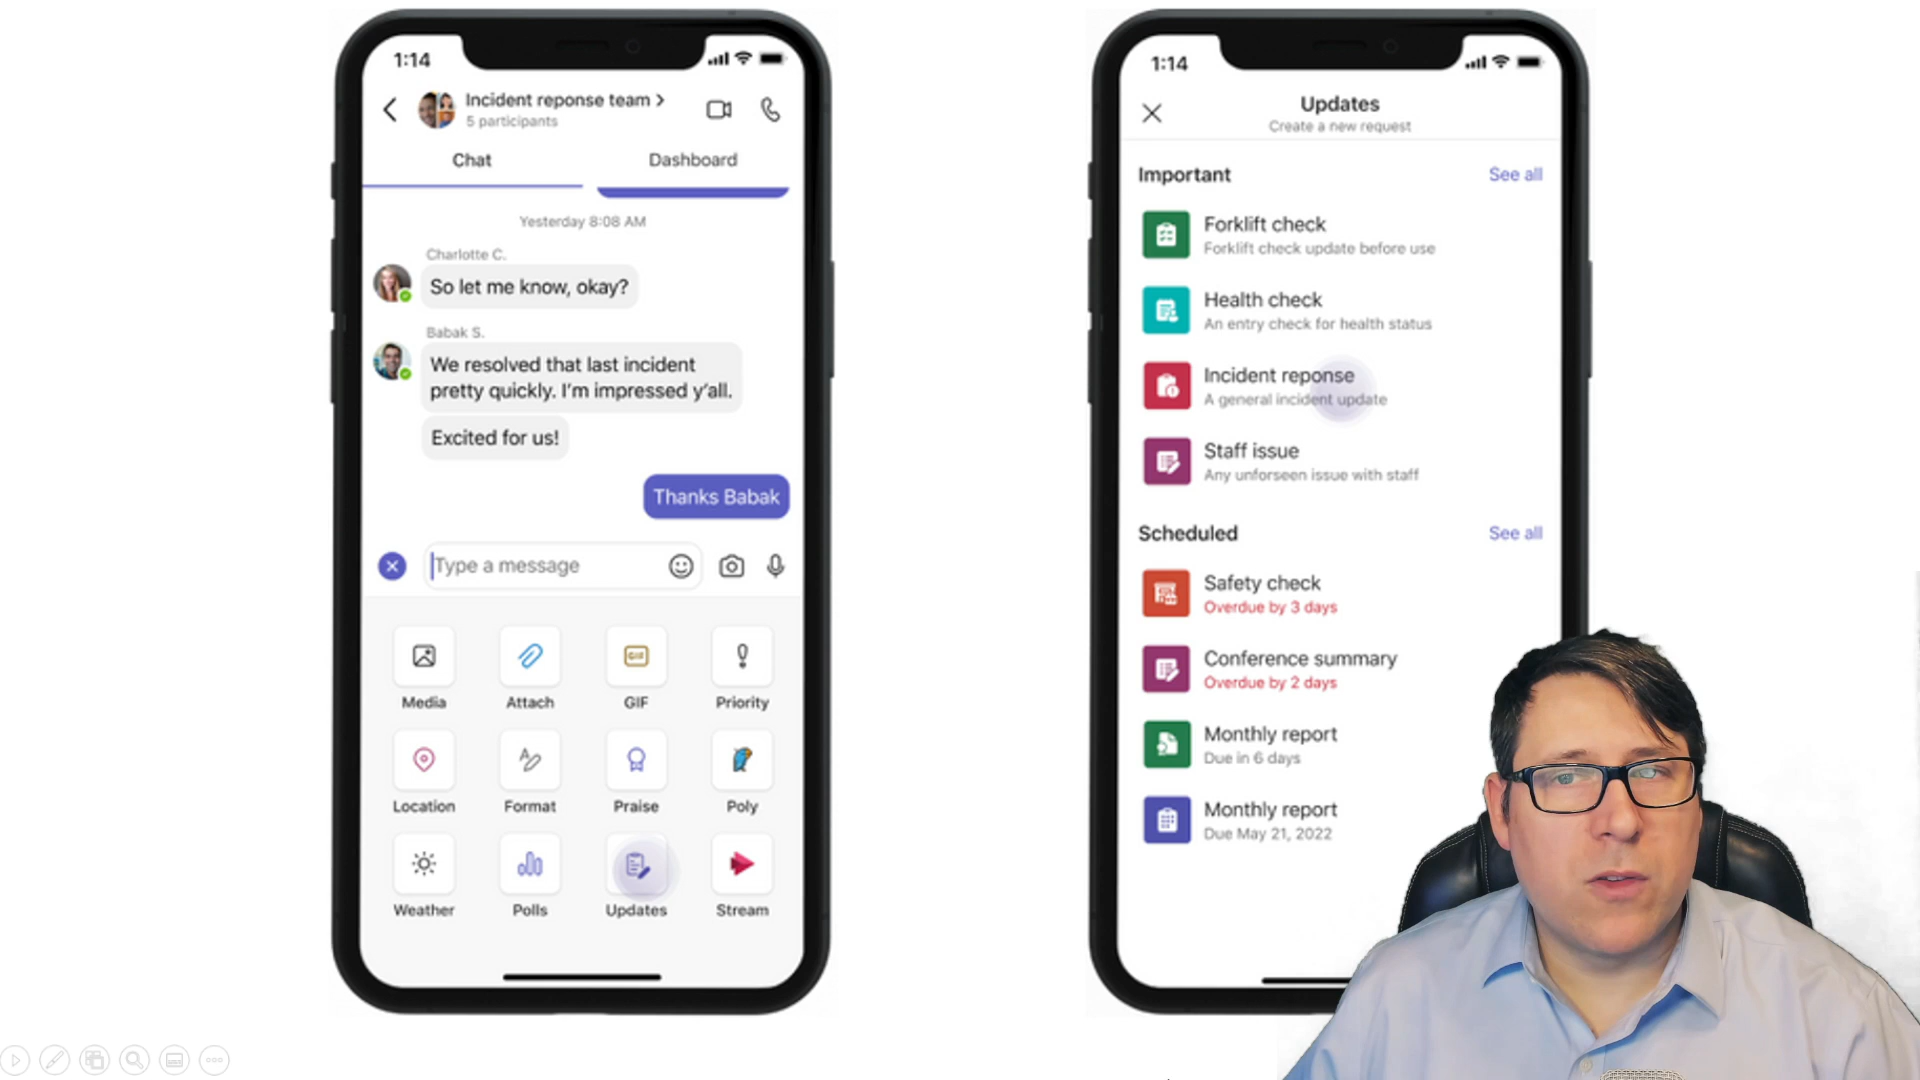 1:14
Incident reponse team >
5 participants
Chat
Dashboard
Yesterday 8:08 AM
Charlotte C.
So let me know, okay?
Babak S.
We resolved that last incident
pretty quickly. I'm impressed y'all.
Excited for us!
Thanks Babak
Type a message
Media
Attach
GIF
GIF
Priority
Location
Format
Praise
Poly
Weather
Polls
Updates
Stream
1:14
Updates
Create a new request
Important
See all
Forklift check
Forklift check update before use
Health check
An entry check for health status
Incident reponse
A general incident update
Staff issue
Any unforseen issue with staff
Scheduled
See all
Safety check
Overdue by 3 days
Conference summary
Overdue by 2 days
Monthly report
Due in 6 days
Monthly report
Due May 21, 2022